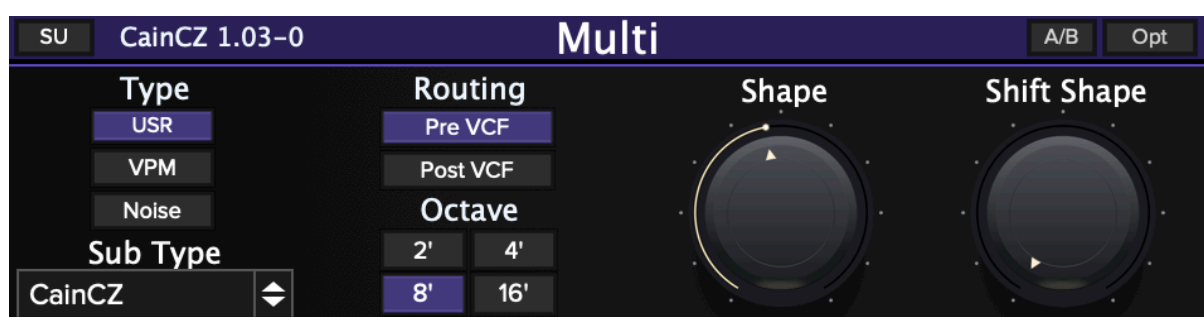 SU CainCZ 1.03-0 Multi A/B Opt
Type Routing Shape Shift Shape
USR Pre VCF
VPM Post VCF
Noise Octave
Sub Type 2' 4'
CainCZ 8' 16'